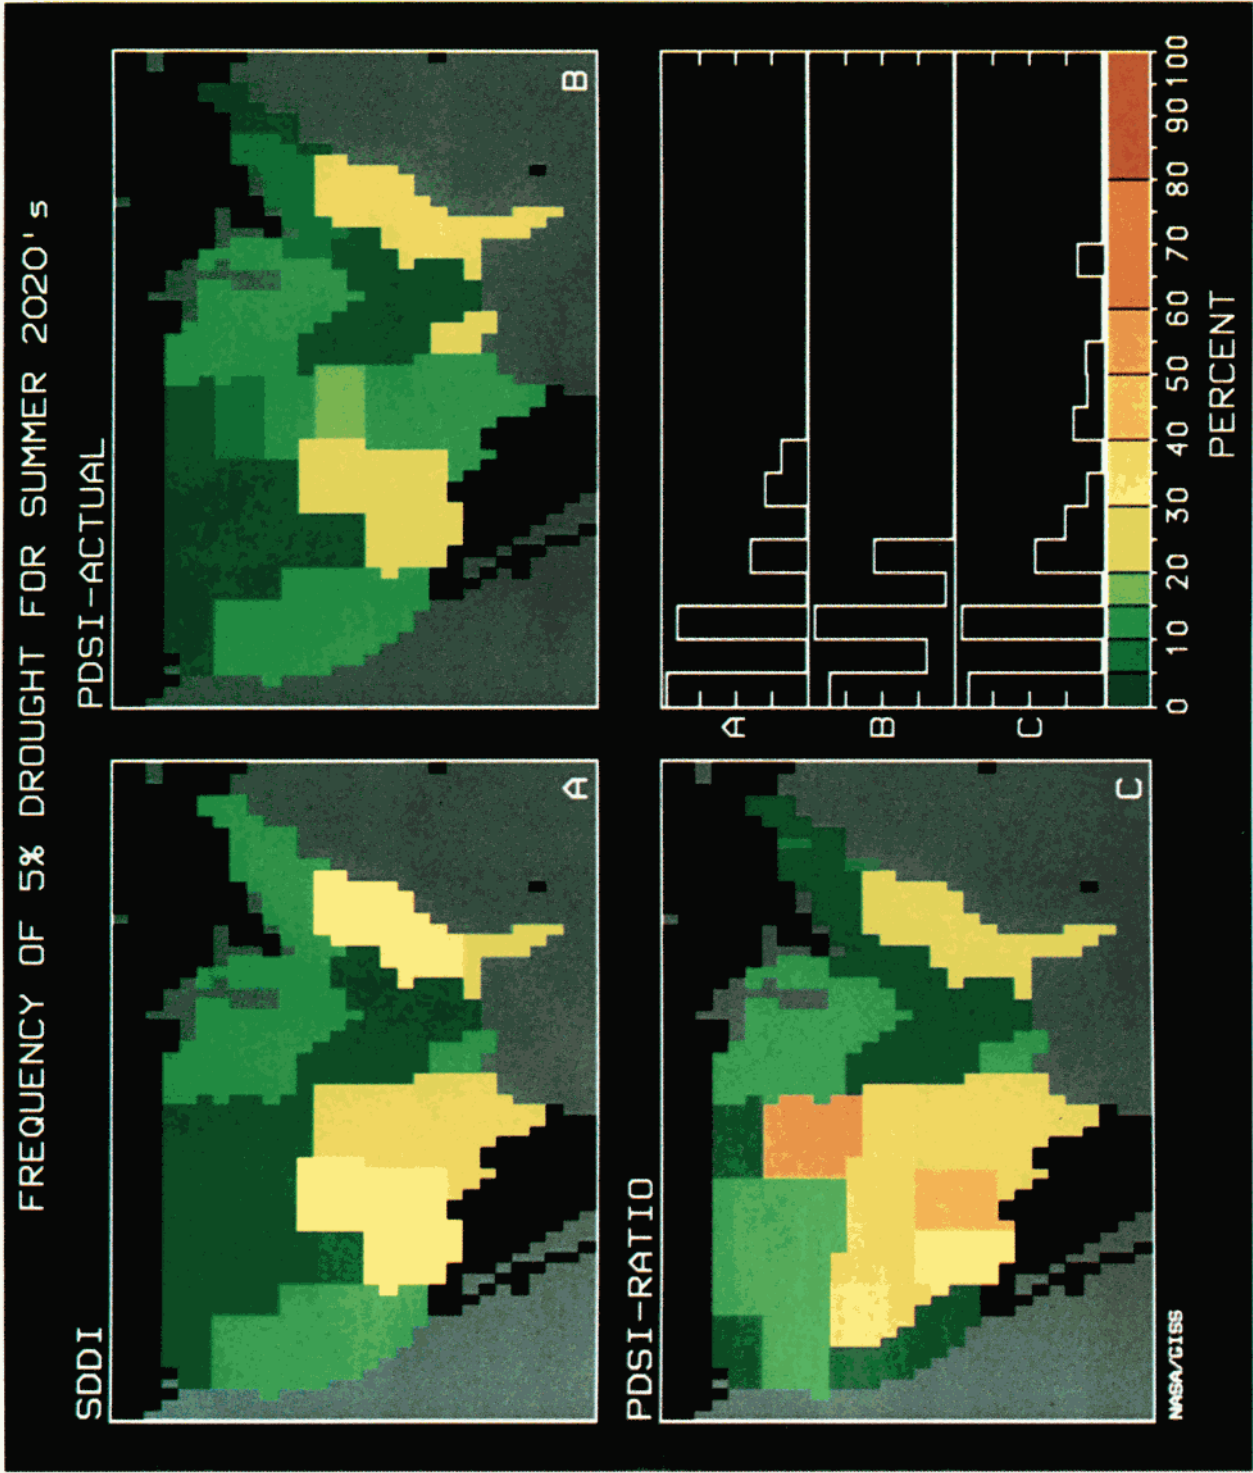 FREQUENCY OF 5% DROUGHT FOR SUMMER 2020's
SDDI
A
PDSI-ACTUAL
B
PDSI-RATIO
C
A
B
C
0 10 20 30 40 50 60 70 80 90 100
PERCENT
NASA/GISS